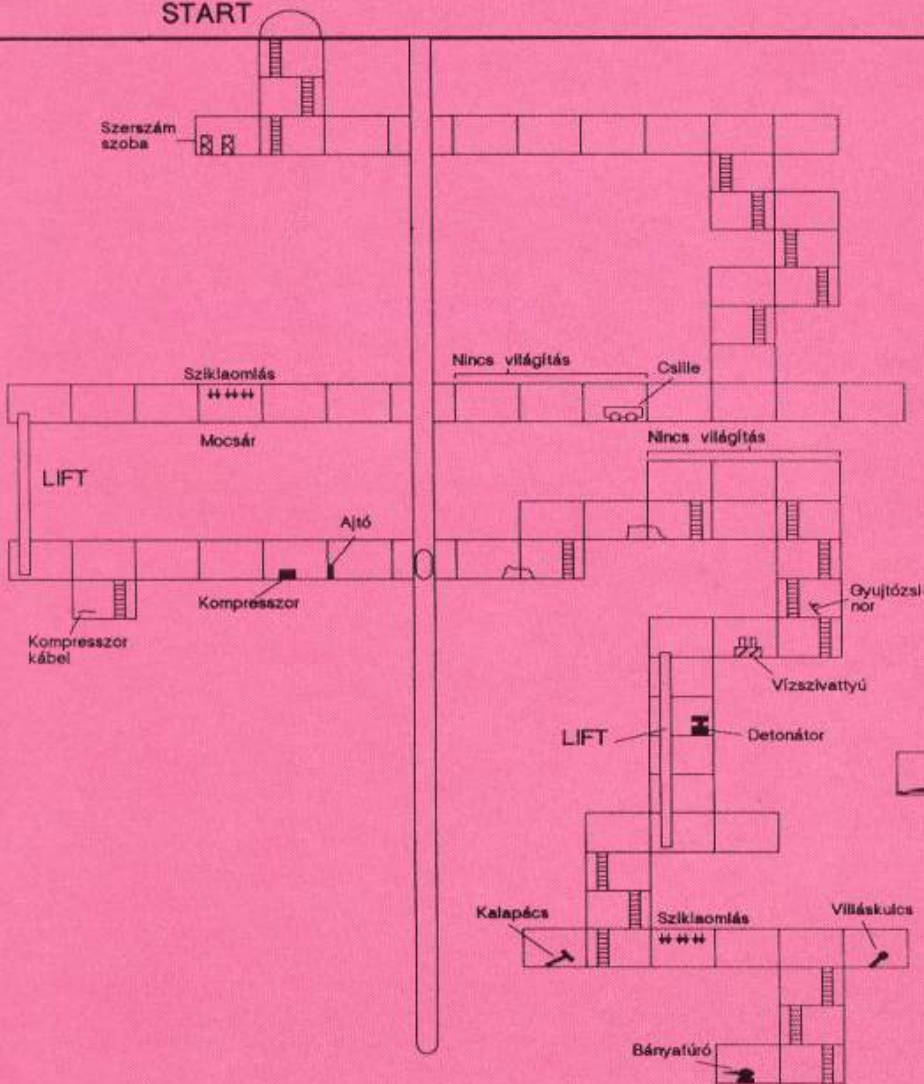 START
Szerszám
szoba
Sziklaomlás
Nincs világítás
Csille
Mocsár
Nincs világítás
LIFT
Ajtó
Kompresszor
Gyujtózsi-
nor
Kompresszor
kábel
Vízszivattyú
LIFT
Detonátor
Kalapács
Sziklaomlás
Villáskulcs
Bányafúró